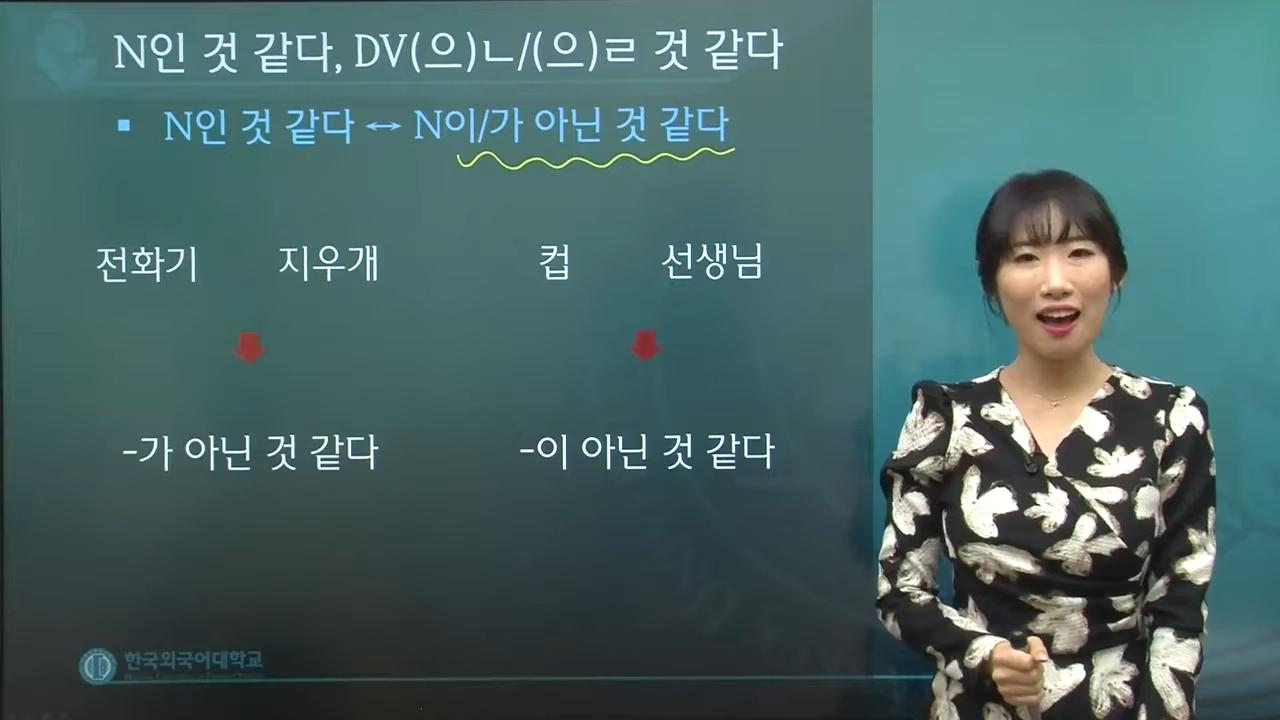 N인 것 같다, DV(으)ㄴ/(으)ㄹ 것 같다
▪ N인 것 같다 ↔ N이/가 아닌 것 같다
전화기 지우개 컵 선생님
-가 아닌 것 같다 -이 아닌 것 같다
한국외국어대학교